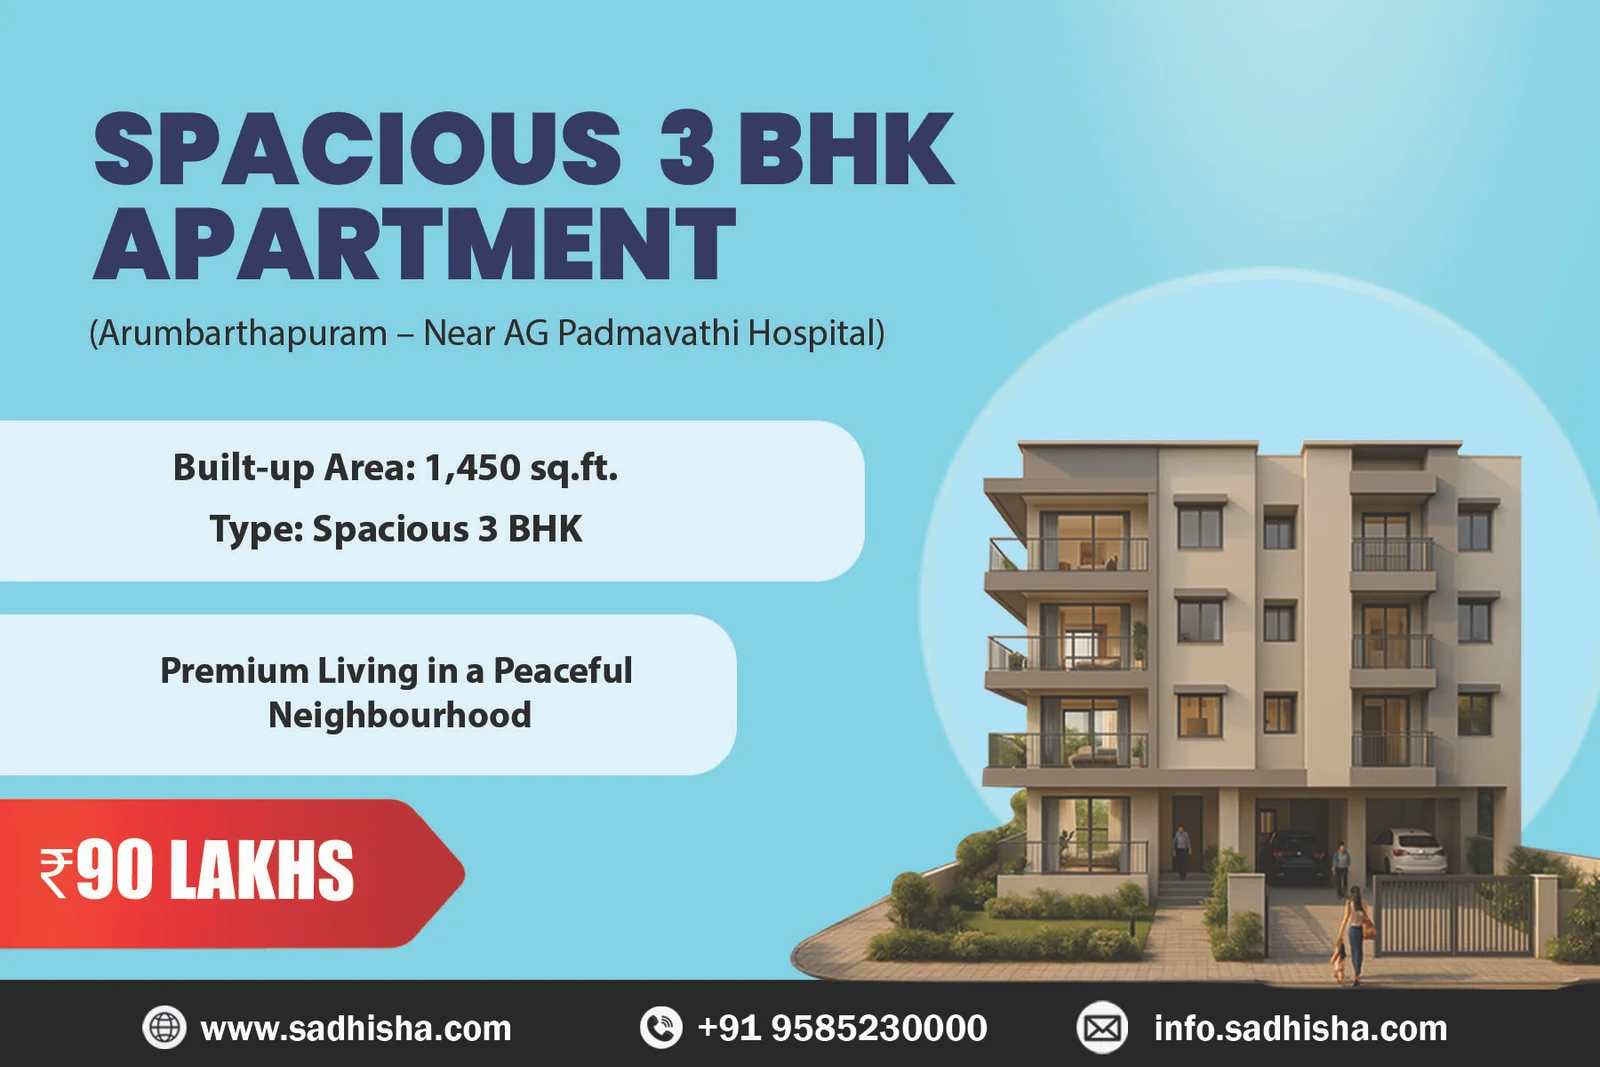 SPACIOUS 3 BHK
APARTMENT
(Arumbarthapuram – Near AG Padmavathi Hospital)
Built-up Area: 1,450 sq.ft.
Type: Spacious 3 BHK
Premium Living in a Peaceful
Neighbourhood
₹90 LAKHS
www.sadhisha.com
+91 9585230000
info.sadhisha.com